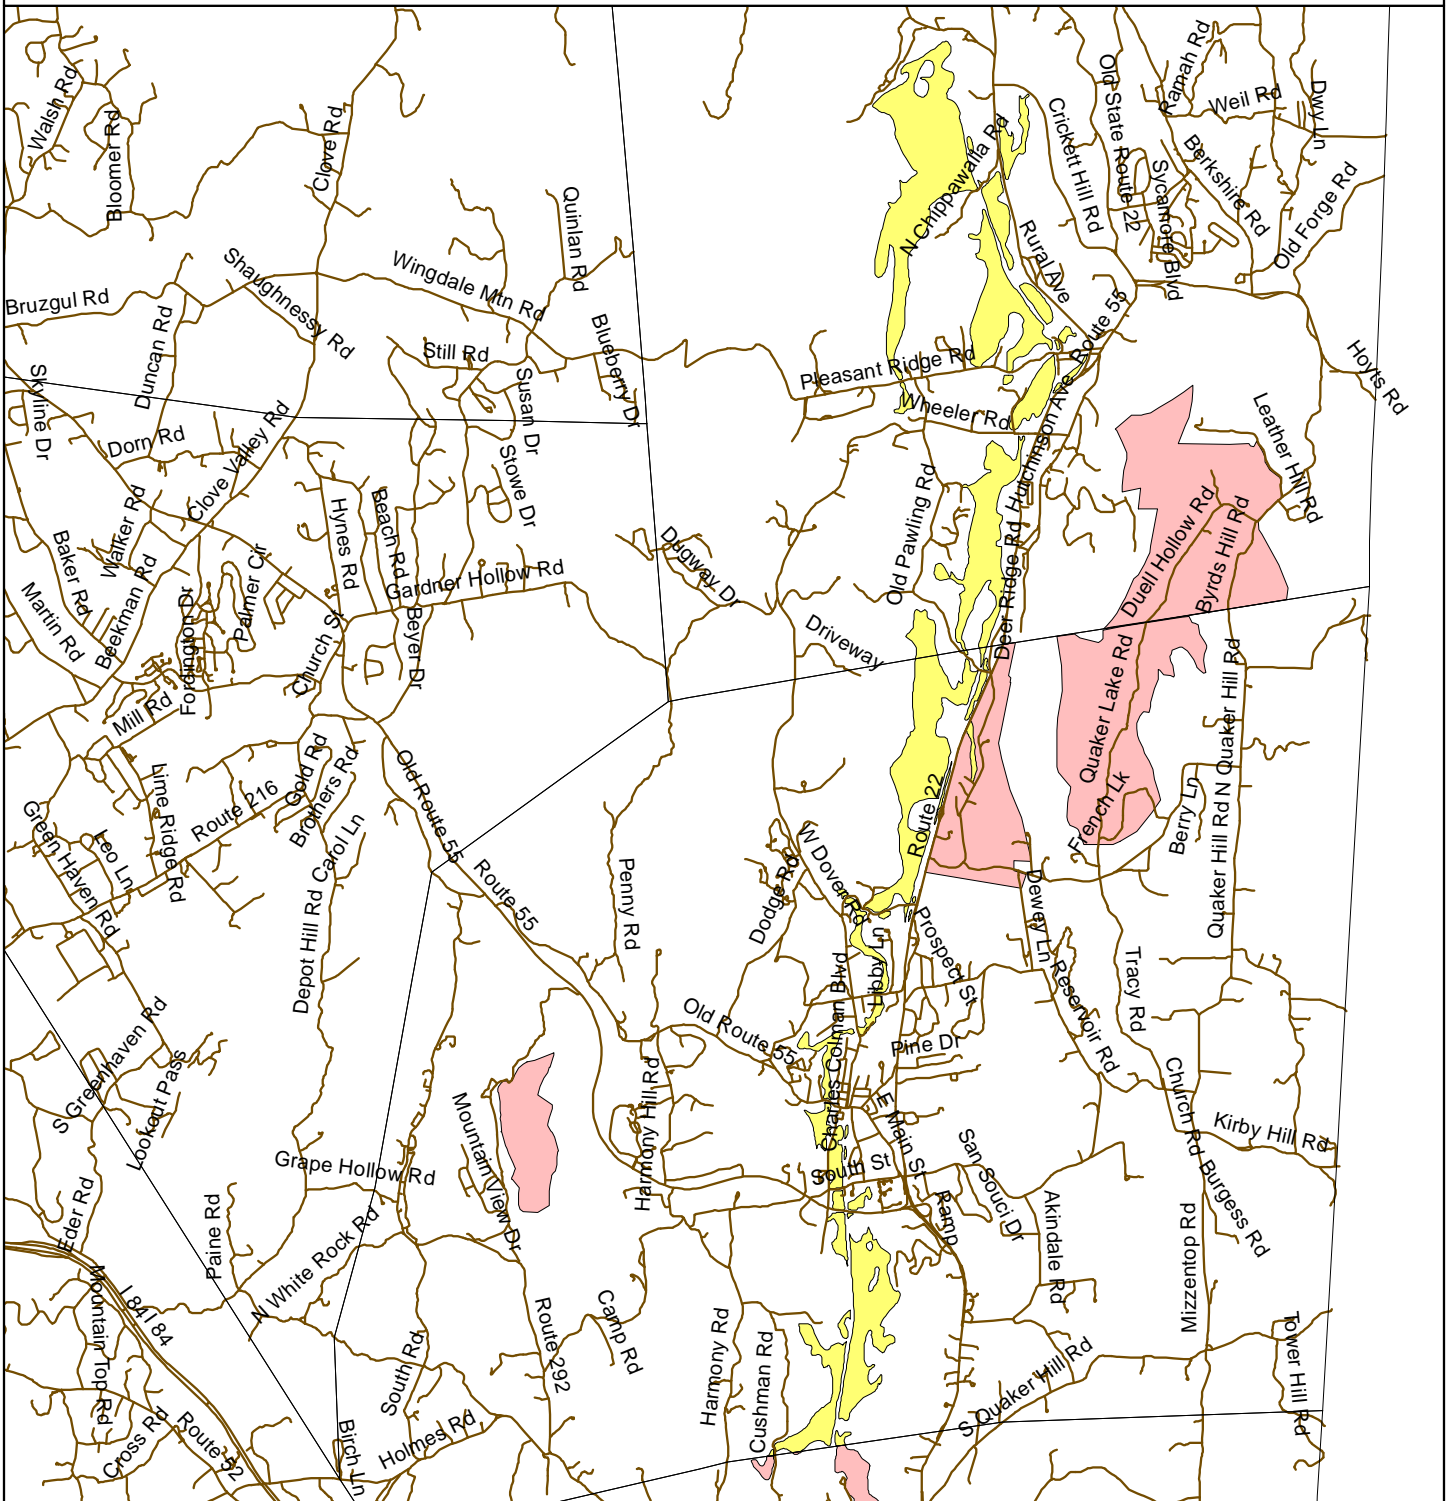 Walsh Rd
Bloomer Rd
Clove Rd
Quinlan Rd
N Chippawalla Rd
Crickett Hill Rd
Old State Route 22
Ramah Rd
Weil Rd
Dwy Ln
Berkshire Rd
Sycamore Blvd
Old Forge Rd
Rural Ave
Route 55
Bruzgul Rd
Shaughnessy Rd
Wingdale Mtn Rd
Duncan Rd
Still Rd
Susan Dr
Blueberry Dr
Pleasant Ridge Rd
Wheeler Rd
Hutchinson Ave
Hoyts Rd
Leather Hill Rd
Skyline Dr
Dorn Rd
Clove Valley Rd
Stowe Dr
Walker Rd
Hynes Rd
Beach Rd
Old Pawling Rd
Deer Ridge Rd
Duell Hollow Rd
Byrds Hill Rd
Baker Rd
Martin Rd
Beekman Rd
Fordington Dr
Palmer Cir
Gardner Hollow Rd
Dugway Dr
Driveway
Church St
Beyer Dr
Mill Rd
Quaker Lake Rd
N Quaker Hill Rd
Lime Ridge Rd
Route 216
Gold Rd
Brothers Rd
Old Route 55
Carol Ln
Green Haven Rd
Leo Ln
Route 55
Penny Rd
Dodge Rd
W Dover Rd
Route 22
French Lk
Berry Ln
Quaker Hill Rd
Depot Hill Rd
Dewey Ln
Prospect St
Libby Ln
Charles Colman Blvd
Reservoir Rd
Tracy Rd
S Greenhaven Rd
Lookout Pass
Old Route 55
Pine Dr
Harmony Hill Rd
Mountain View Dr
E Main St
Church Rd
Kirby Hill Rd
Grape Hollow Rd
South St
San Souci Dr
Ramp
Akindale Rd
Burgess Rd
Mizzentop Rd
Eder Rd
Paine Rd
N White Rock Rd
I 84
I 84
Mountain Top Rd
Camp Rd
Route 292
South Rd
Harmony Rd
Cushman Rd
S Quaker Hill Rd
Tower Hill Rd
Cross Rd
Route 52
Birch Ln
Holmes Rd